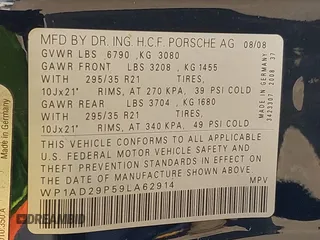 MFD BY DR. ING. H.C.F. PORSCHE AG 08/08
GVWR LBS 6790 , KG 3080
GAWR FRONT LBS 3208 , KG 1455
WITH 295/35 R21 TIRES,
10Jx21" RIMS, AT 270 KPA, 39 PSI COLD
GAWR REAR LBS 3704 , KG 1680
WITH 295/35 R21 TIRES,
10Jx21" RIMS, AT 340 KPA, 49 PSI COLD
THIS VEHICLE CONFORMS TO ALL APPLICABLE
U.S. FEDERAL MOTOR VEHICLE SAFETY AND
THEFT PREVENTION STANDARDS IN EFFECT ON
THE DATE OF MANUFACTURE SHOWN ABOVE
WP1AD29P59LA62914 MPV
3423307 2008 37
Made in Germany
DREAMBID